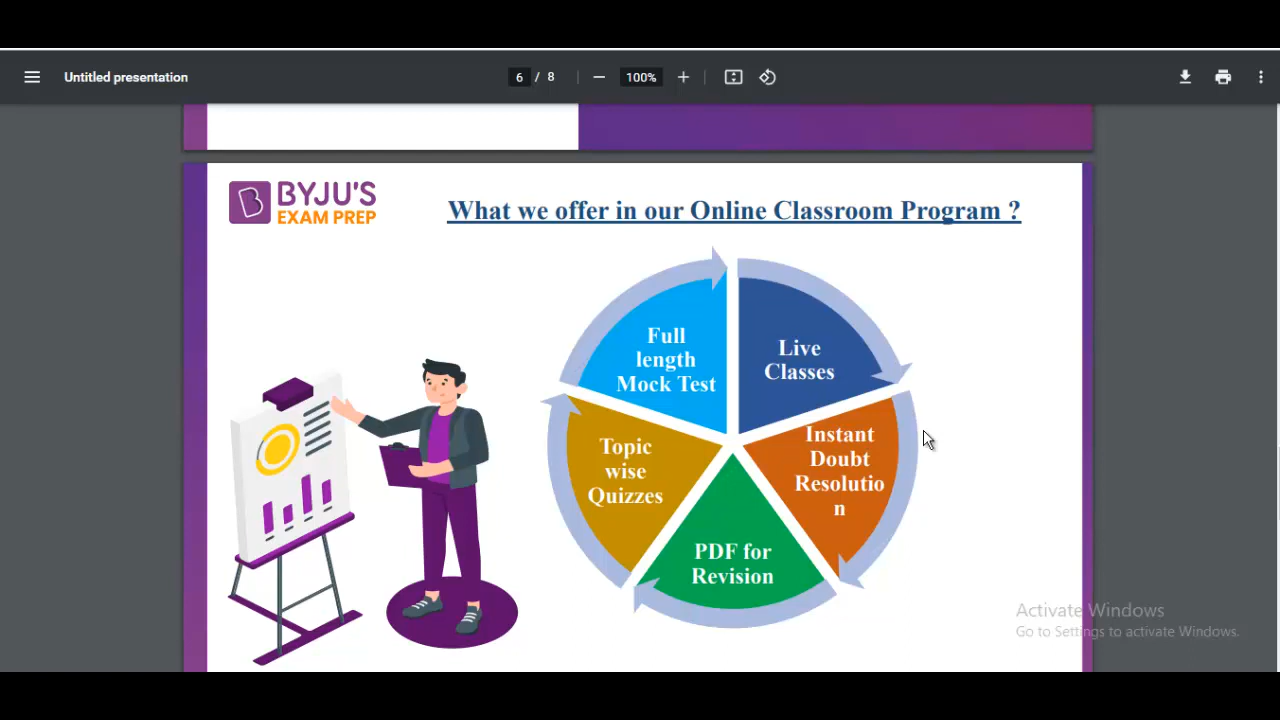 Untitled presentation
6 / 8
100%
BYJU'S
EXAM PREP
What we offer in our Online Classroom Program ?
Full
length
Mock Test
Live
Classes
Instant
Doubt
Resolutio
n
PDF for
Revision
Topic
wise
Quizzes
Activate Windows
Go to Settings to activate Windows.